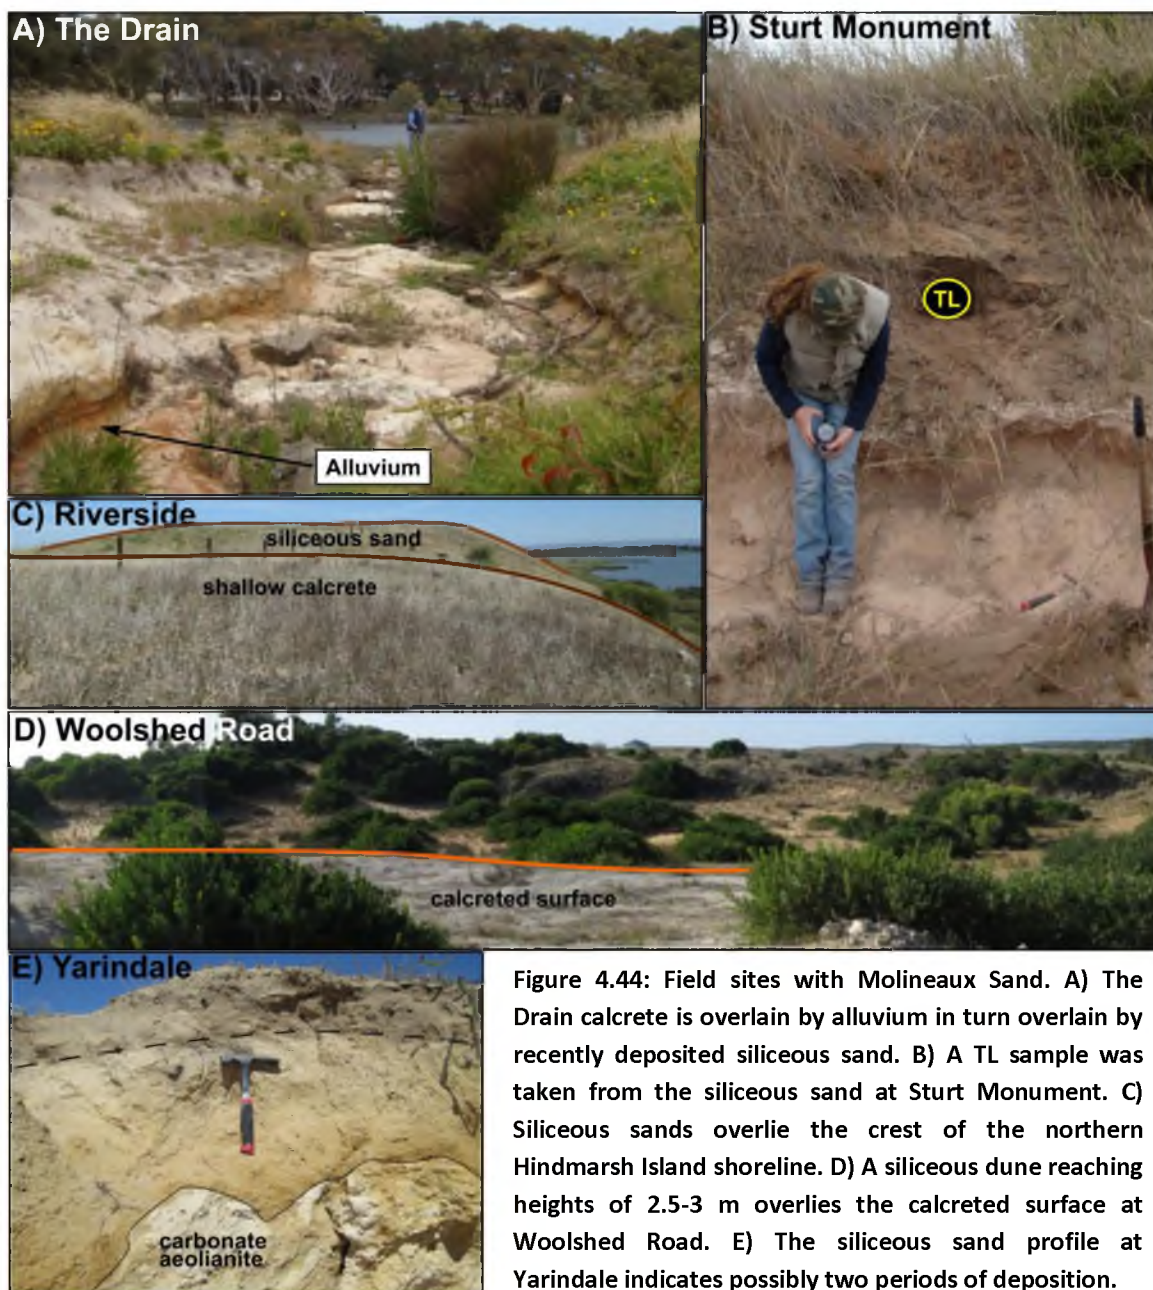 A) The Drain
B) Sturt Monument
TL
Alluvium
C) Riverside
siliceous sand
shallow calcrete
D) Woolshed Road
calcreted surface
E) Yarindale
carbonate
aeolianite
Figure 4.44: Field sites with Molineaux Sand. A) The
Drain calcrete is overlain by alluvium in turn overlain by
recently deposited siliceous sand. B) A TL sample was
taken from the siliceous sand at Sturt Monument. C)
Siliceous sands overlie the crest of the northern
Hindmarsh Island shoreline. D) A siliceous dune reaching
heights of 2.5-3 m overlies the calcreted surface at
Woolshed Road. E) The siliceous sand profile at
Yarindale indicates possibly two periods of deposition.